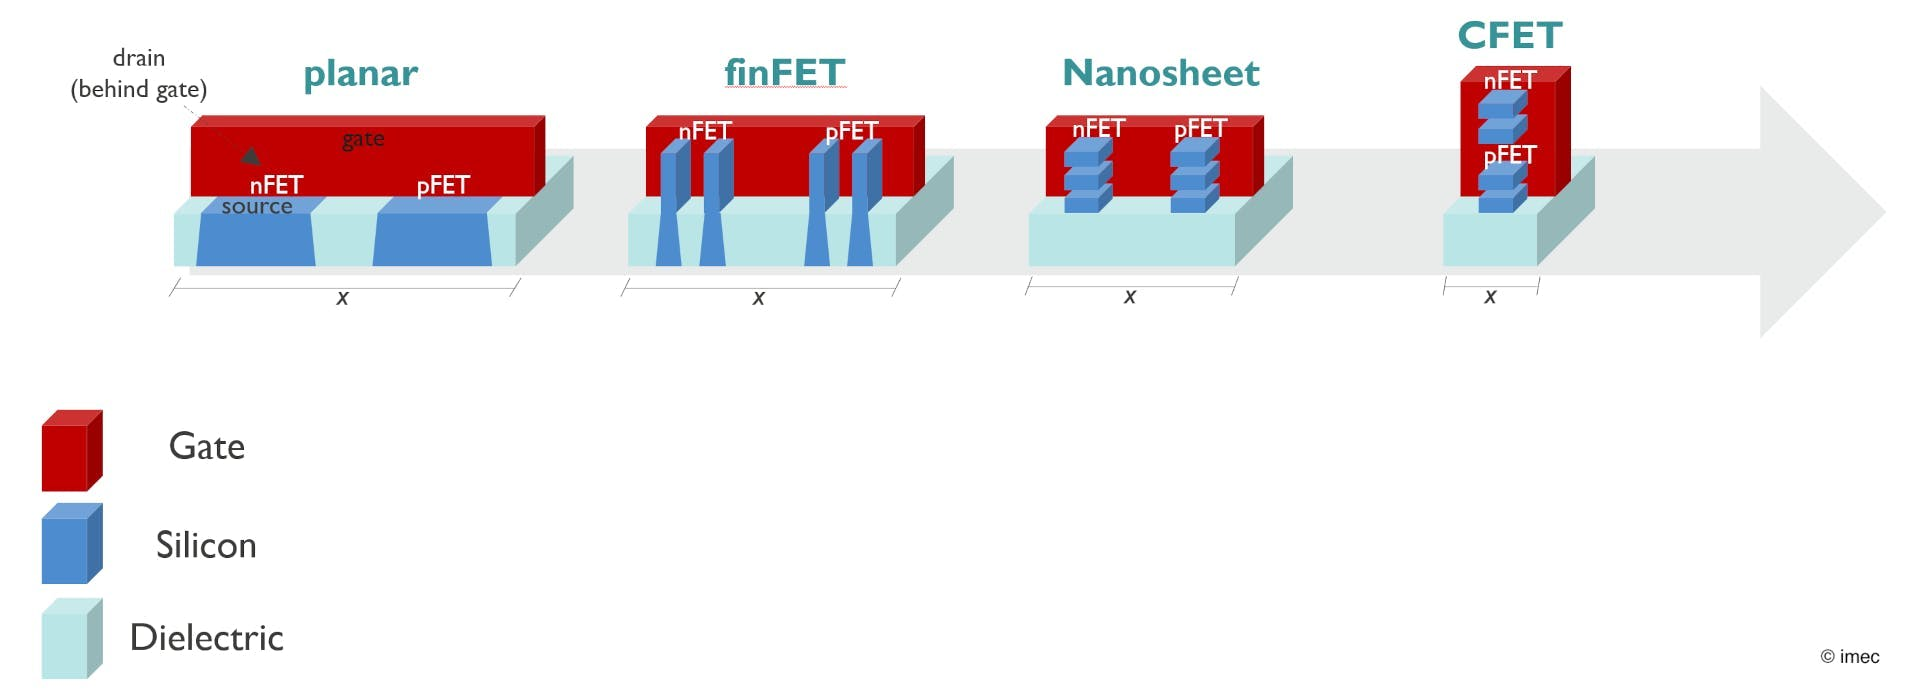 drain
(behind gate)
planar
gate
nFET
pFET
source
x
finFET
nFET
pFET
x
Nanosheet
nFET
pFET
x
CFET
nFET
pFET
x
Gate
Silicon
Dielectric
© imec